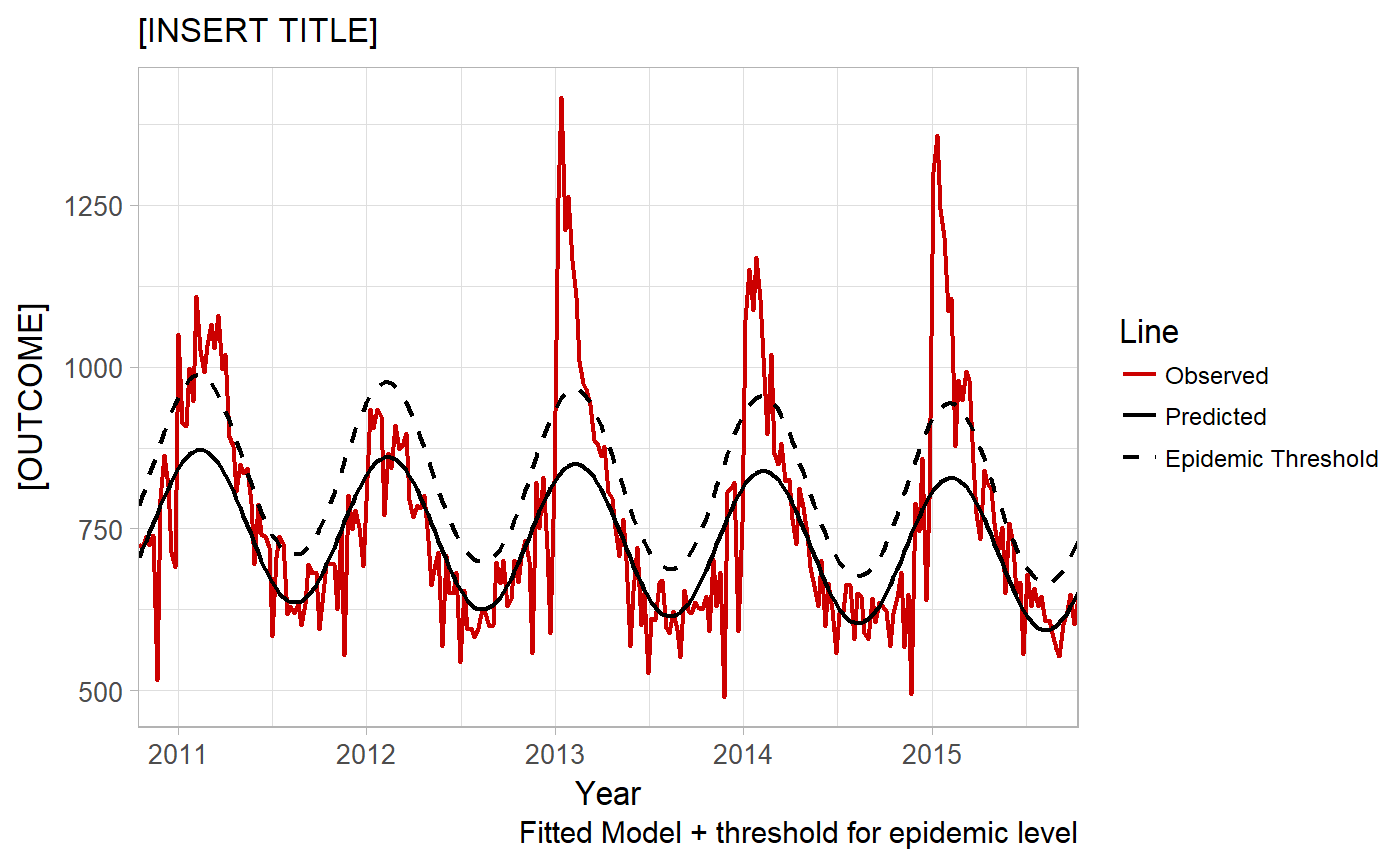 [INSERT TITLE]
[OUTCOME]
1250
1000
750
500
2011 2012 2013 2014 2015
Year
Fitted Model + threshold for epidemic level
Line
Observed
Predicted
Epidemic Threshold